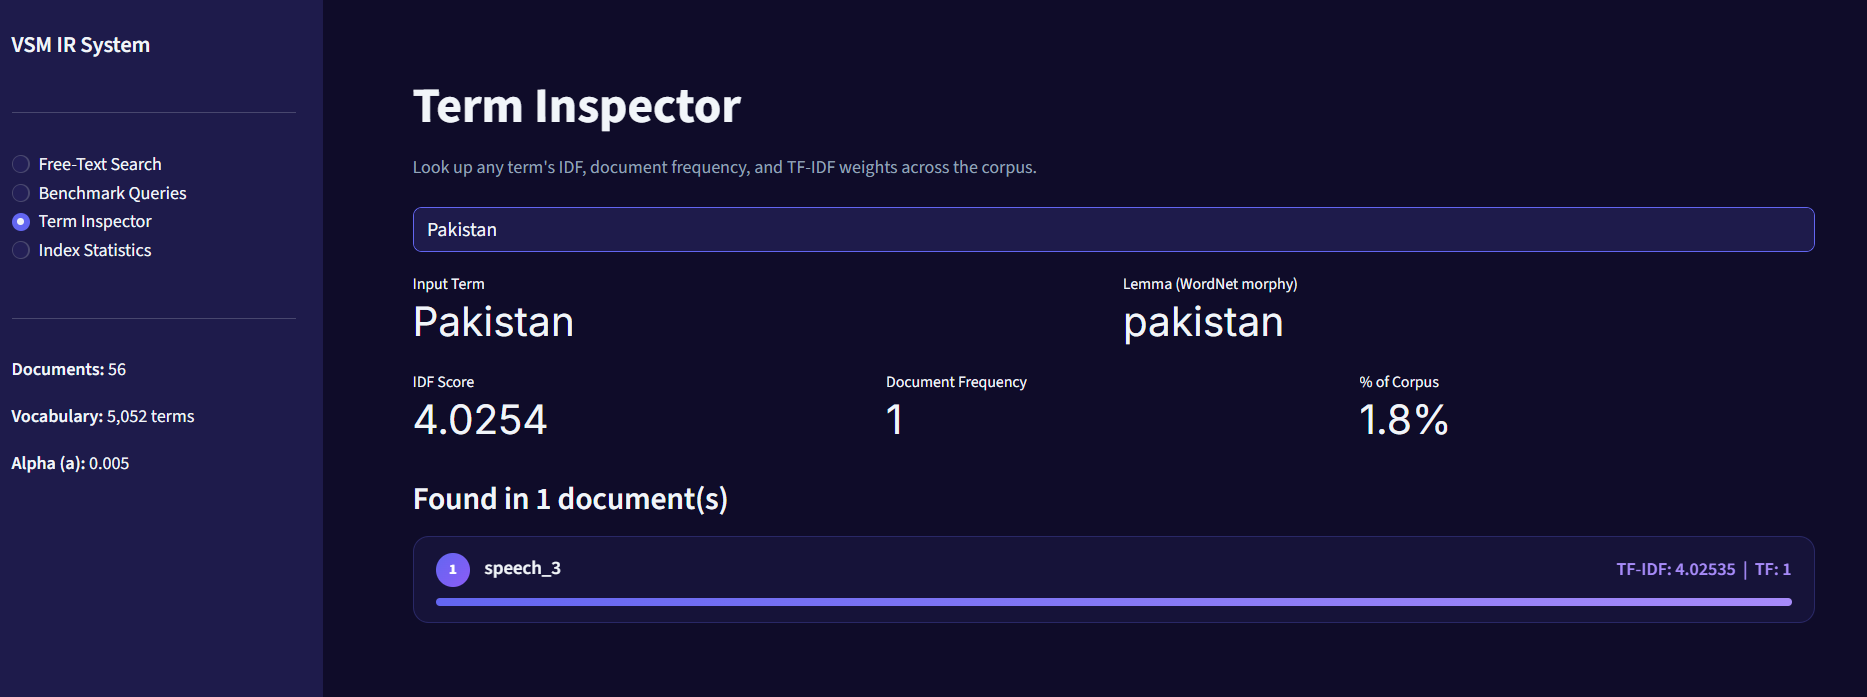 VSM IR System
Free-Text Search
Benchmark Queries
Term Inspector
Index Statistics
Documents: 56
Vocabulary: 5,052 terms
Alpha (a): 0.005
Term Inspector
Look up any term's IDF, document frequency, and TF-IDF weights across the corpus.
Pakistan
Input Term
Pakistan
Lemma (WordNet morphy)
pakistan
IDF Score
4.0254
Document Frequency
1
% of Corpus
1.8%
Found in 1 document(s)
1 speech_3 TF-IDF: 4.02535 | TF: 1